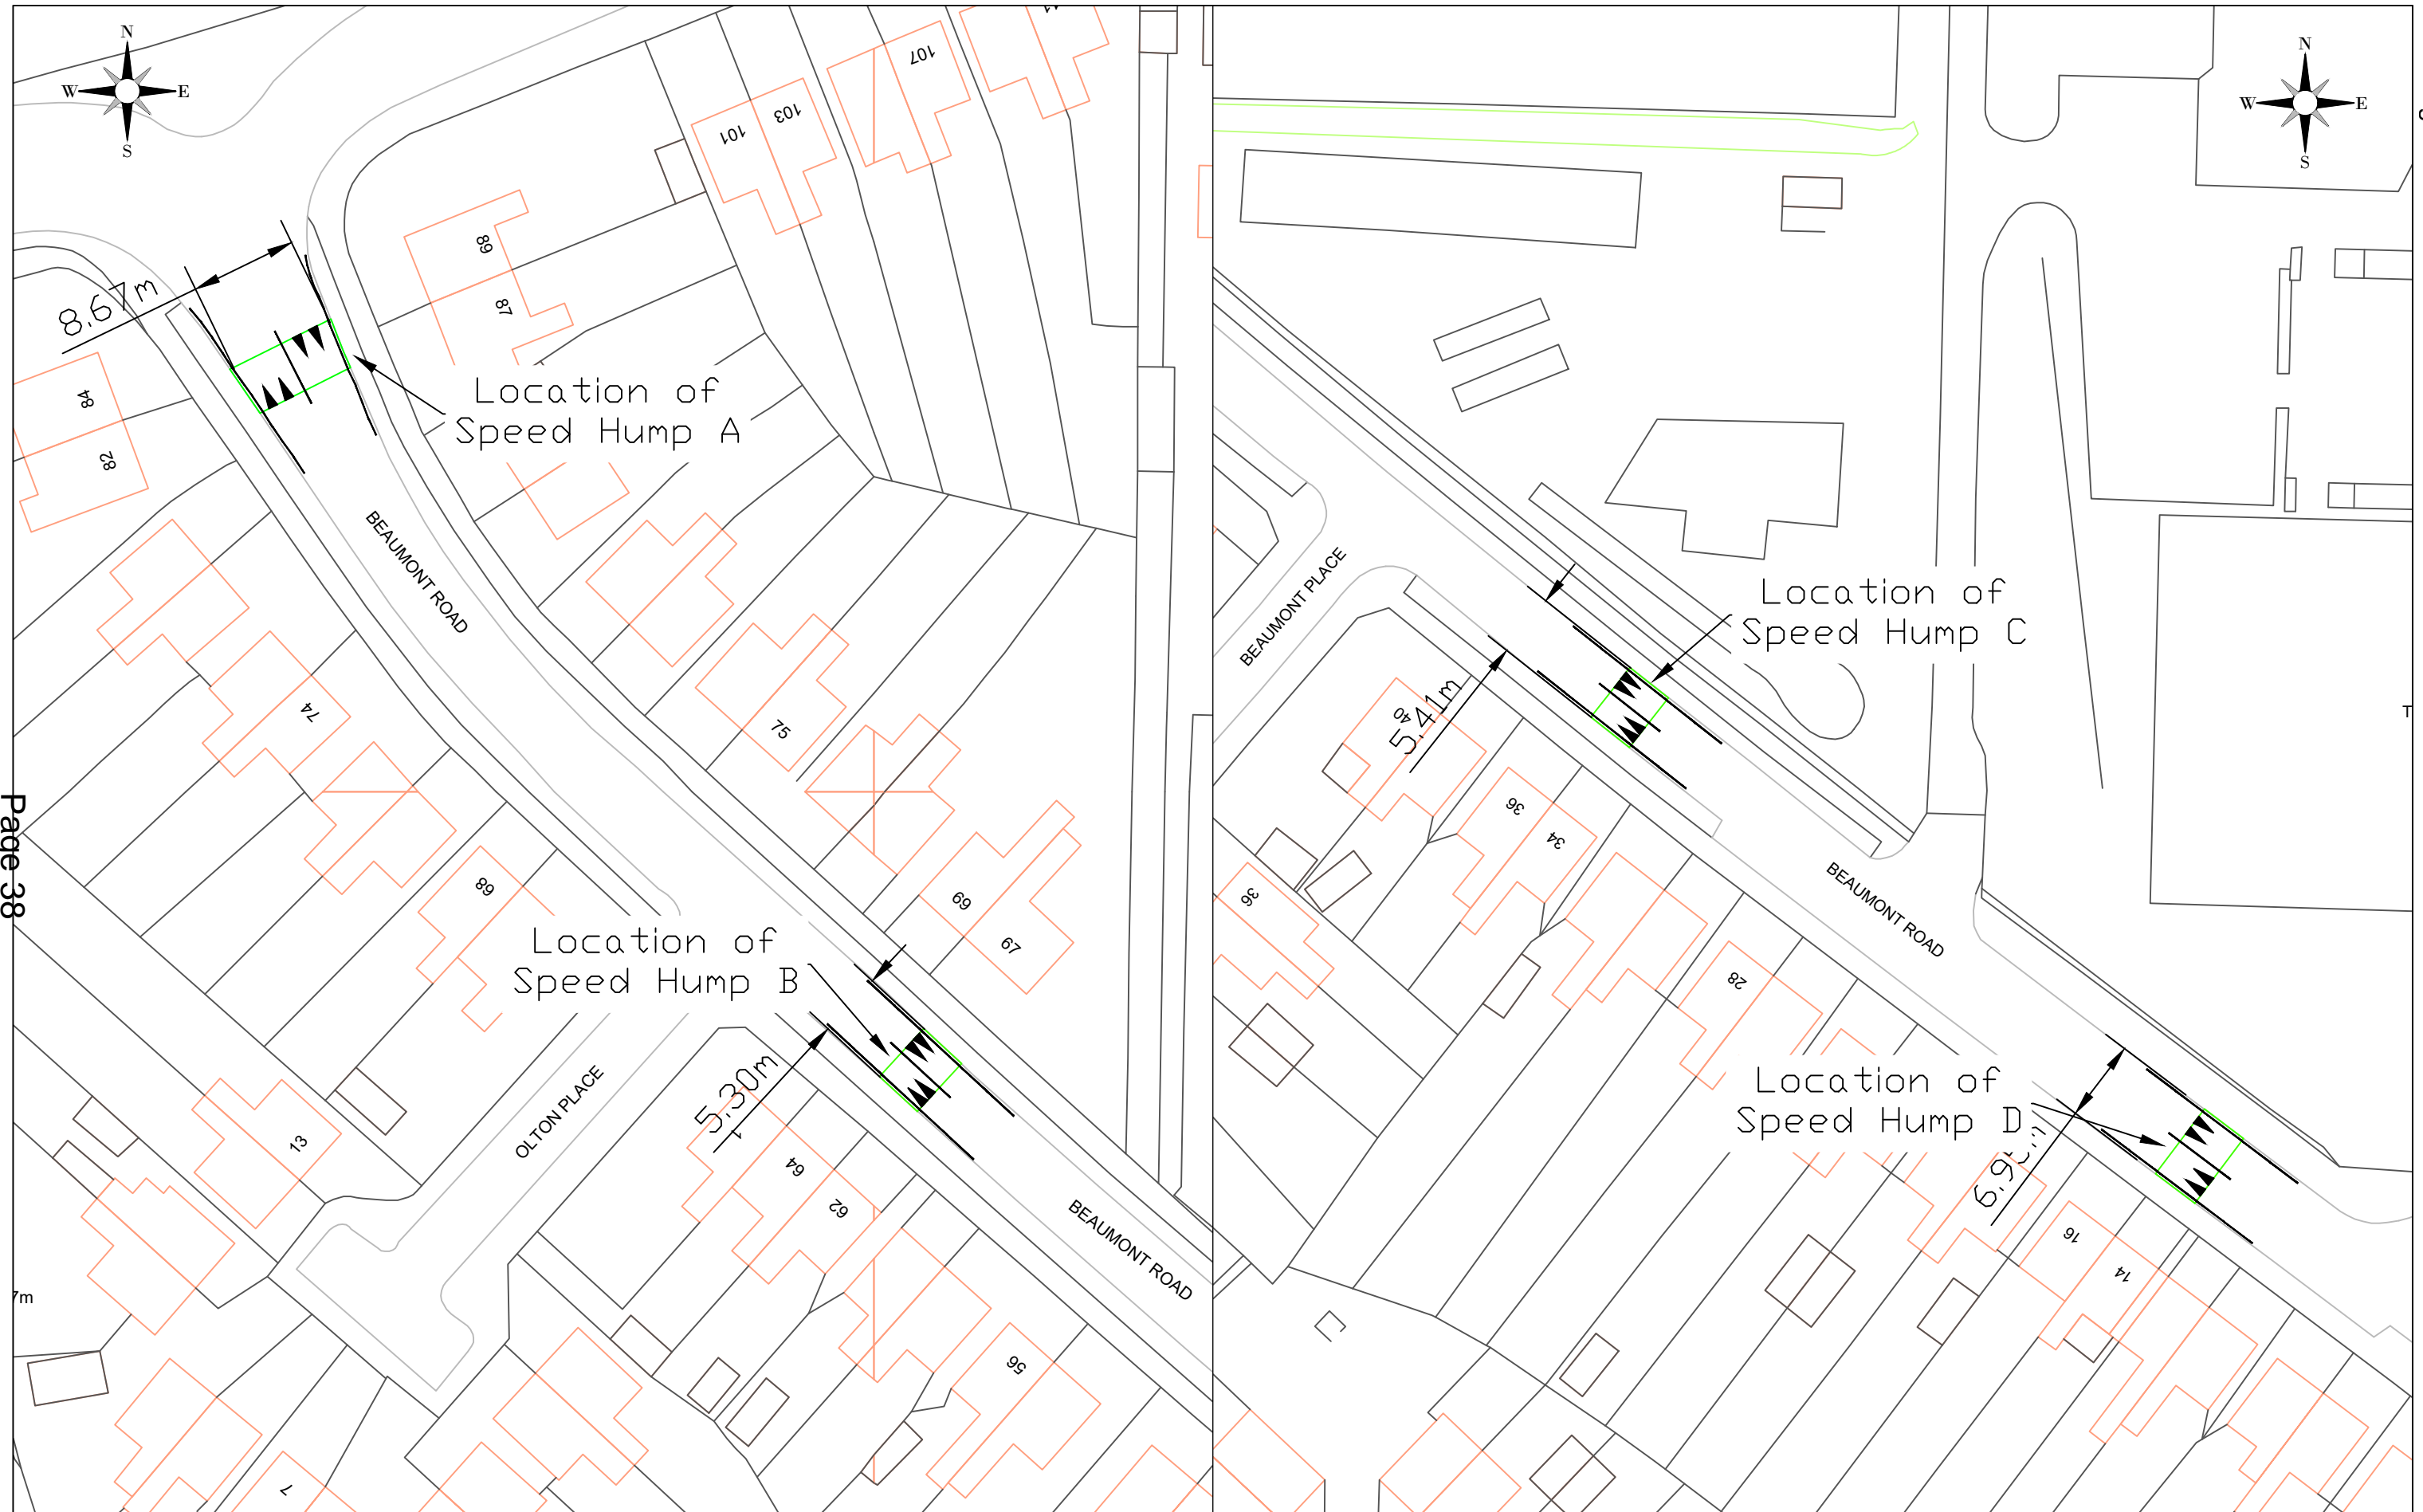 N
W
E
S
107
101
103
89
87
8.67m
84
82
Location of
Speed Hump A
BEAUMONT ROAD
74
75
68
69
67
Location of
Speed Hump B
5.30m
OLTON PLACE
13
64
62
BEAUMONT ROAD
56
7
7m
Page 38
N
W
E
S
BEAUMONT PLACE
Location of
Speed Hump C
5.41m
40
36
34
36
28
BEAUMONT ROAD
Location of
Speed Hump D
16
14
T